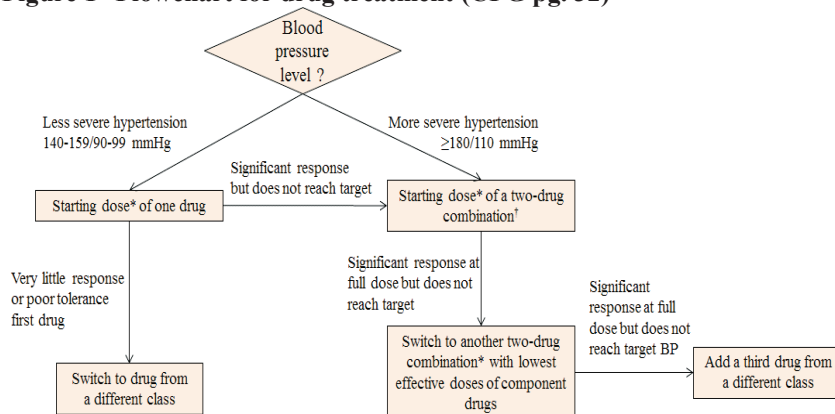 Figure 1 Flowchart for drug treatment (CPG pg. 32)
Blood
pressure
level ?
Less severe hypertension
140-159/90-99 mmHg
More severe hypertension
≥180/110 mmHg
Significant response
but does not reach target
Starting dose* of one drug
Starting dose* of a two-drug
combination†
Very little response
or poor tolerance
first drug
Significant response at
full dose but does not
reach target
Significant
response at full
dose but does not
reach target BP
Switch to drug from
a different class
Switch to another two-drug
combination* with lowest
effective doses of component
drugs
Add a third drug from
a different class